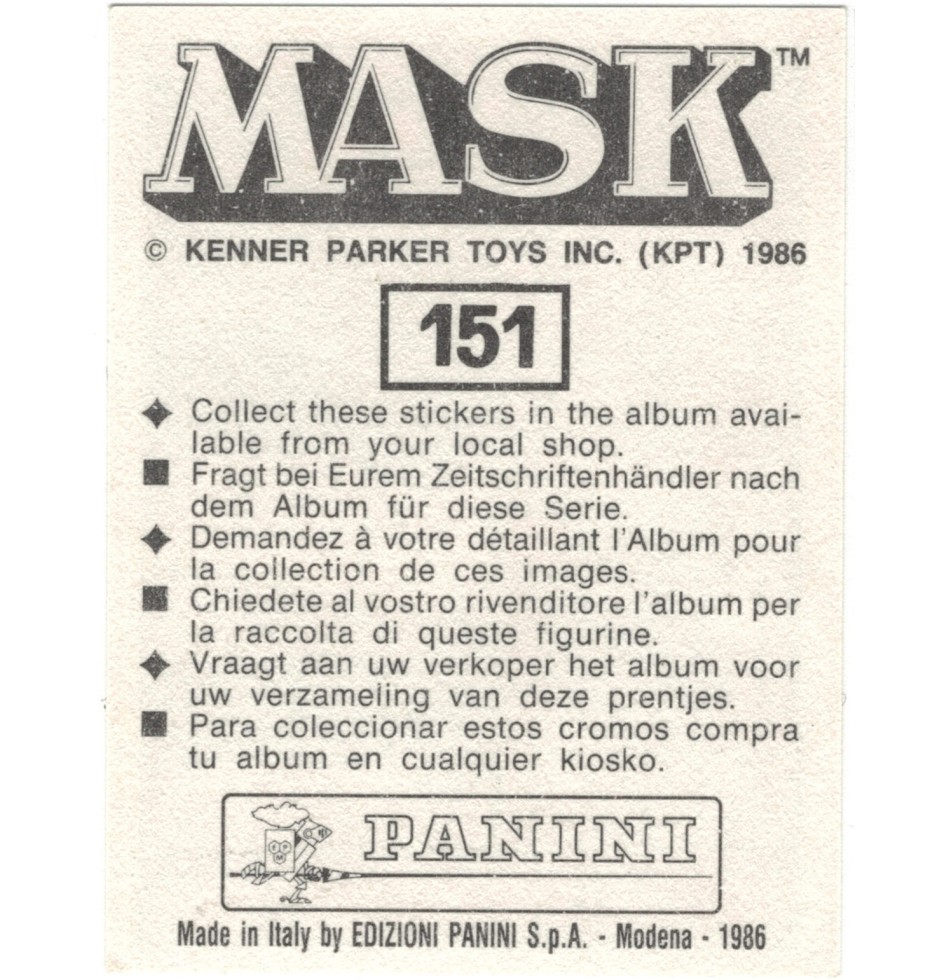 MASK™
© KENNER PARKER TOYS INC. (KPT) 1986
151
Collect these stickers in the album avai-
lable from your local shop.
Fragt bei Eurem Zeitschriftenhändler nach
dem Album für diese Serie.
Demandez à votre détaillant l'Album pour
la collection de ces images.
Chiedete al vostro rivenditore l'album per
la raccolta di queste figurine.
Vraagt aan uw verkoper het album voor
uw verzameling van deze prentjes.
Para coleccionar estos cromos compra
tu album en cualquier kiosko.
PANINI
Made in Italy by EDIZIONI PANINI S.p.A. - Modena - 1986